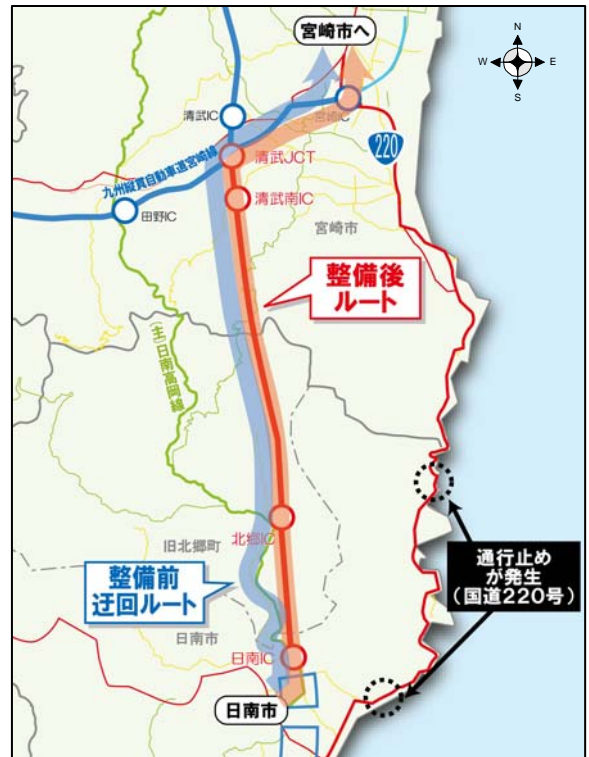 宮崎市へ
N
W
E
S
清武IC
宮崎IC
220
清武JCT
九州縦貫自動車道宮崎線
清武南IC
田野IC
宮崎市
整備後
ルート
(主)日南高岡線
北郷IC
旧北郷町
通行止め
が発生
(国道220号)
整備前
迂回ルート
日南市
日南IC
日南市